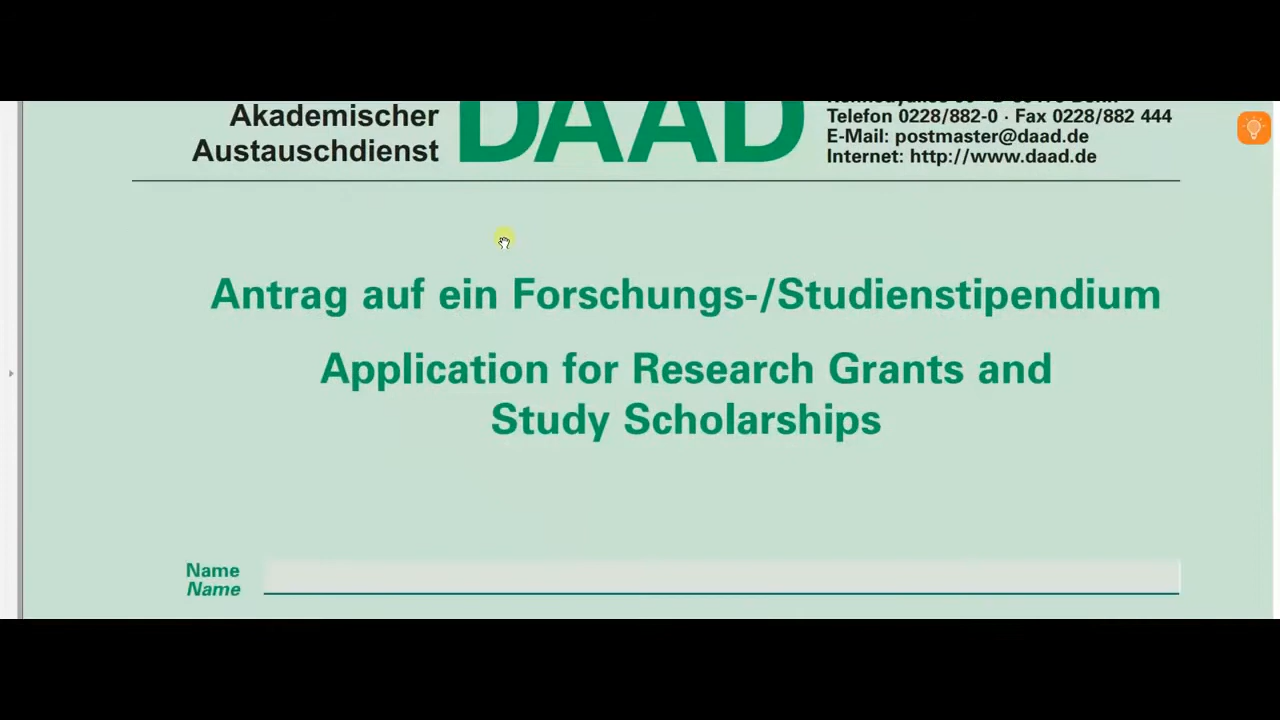 Akademischer
Austauschdienst
DAAD
Telefon 0228/882-0 · Fax 0228/882 444
E-Mail: postmaster@daad.de
Internet: http://www.daad.de
Antrag auf ein Forschungs-/Studienstipendium
Application for Research Grants and
Study Scholarships
Name
Name